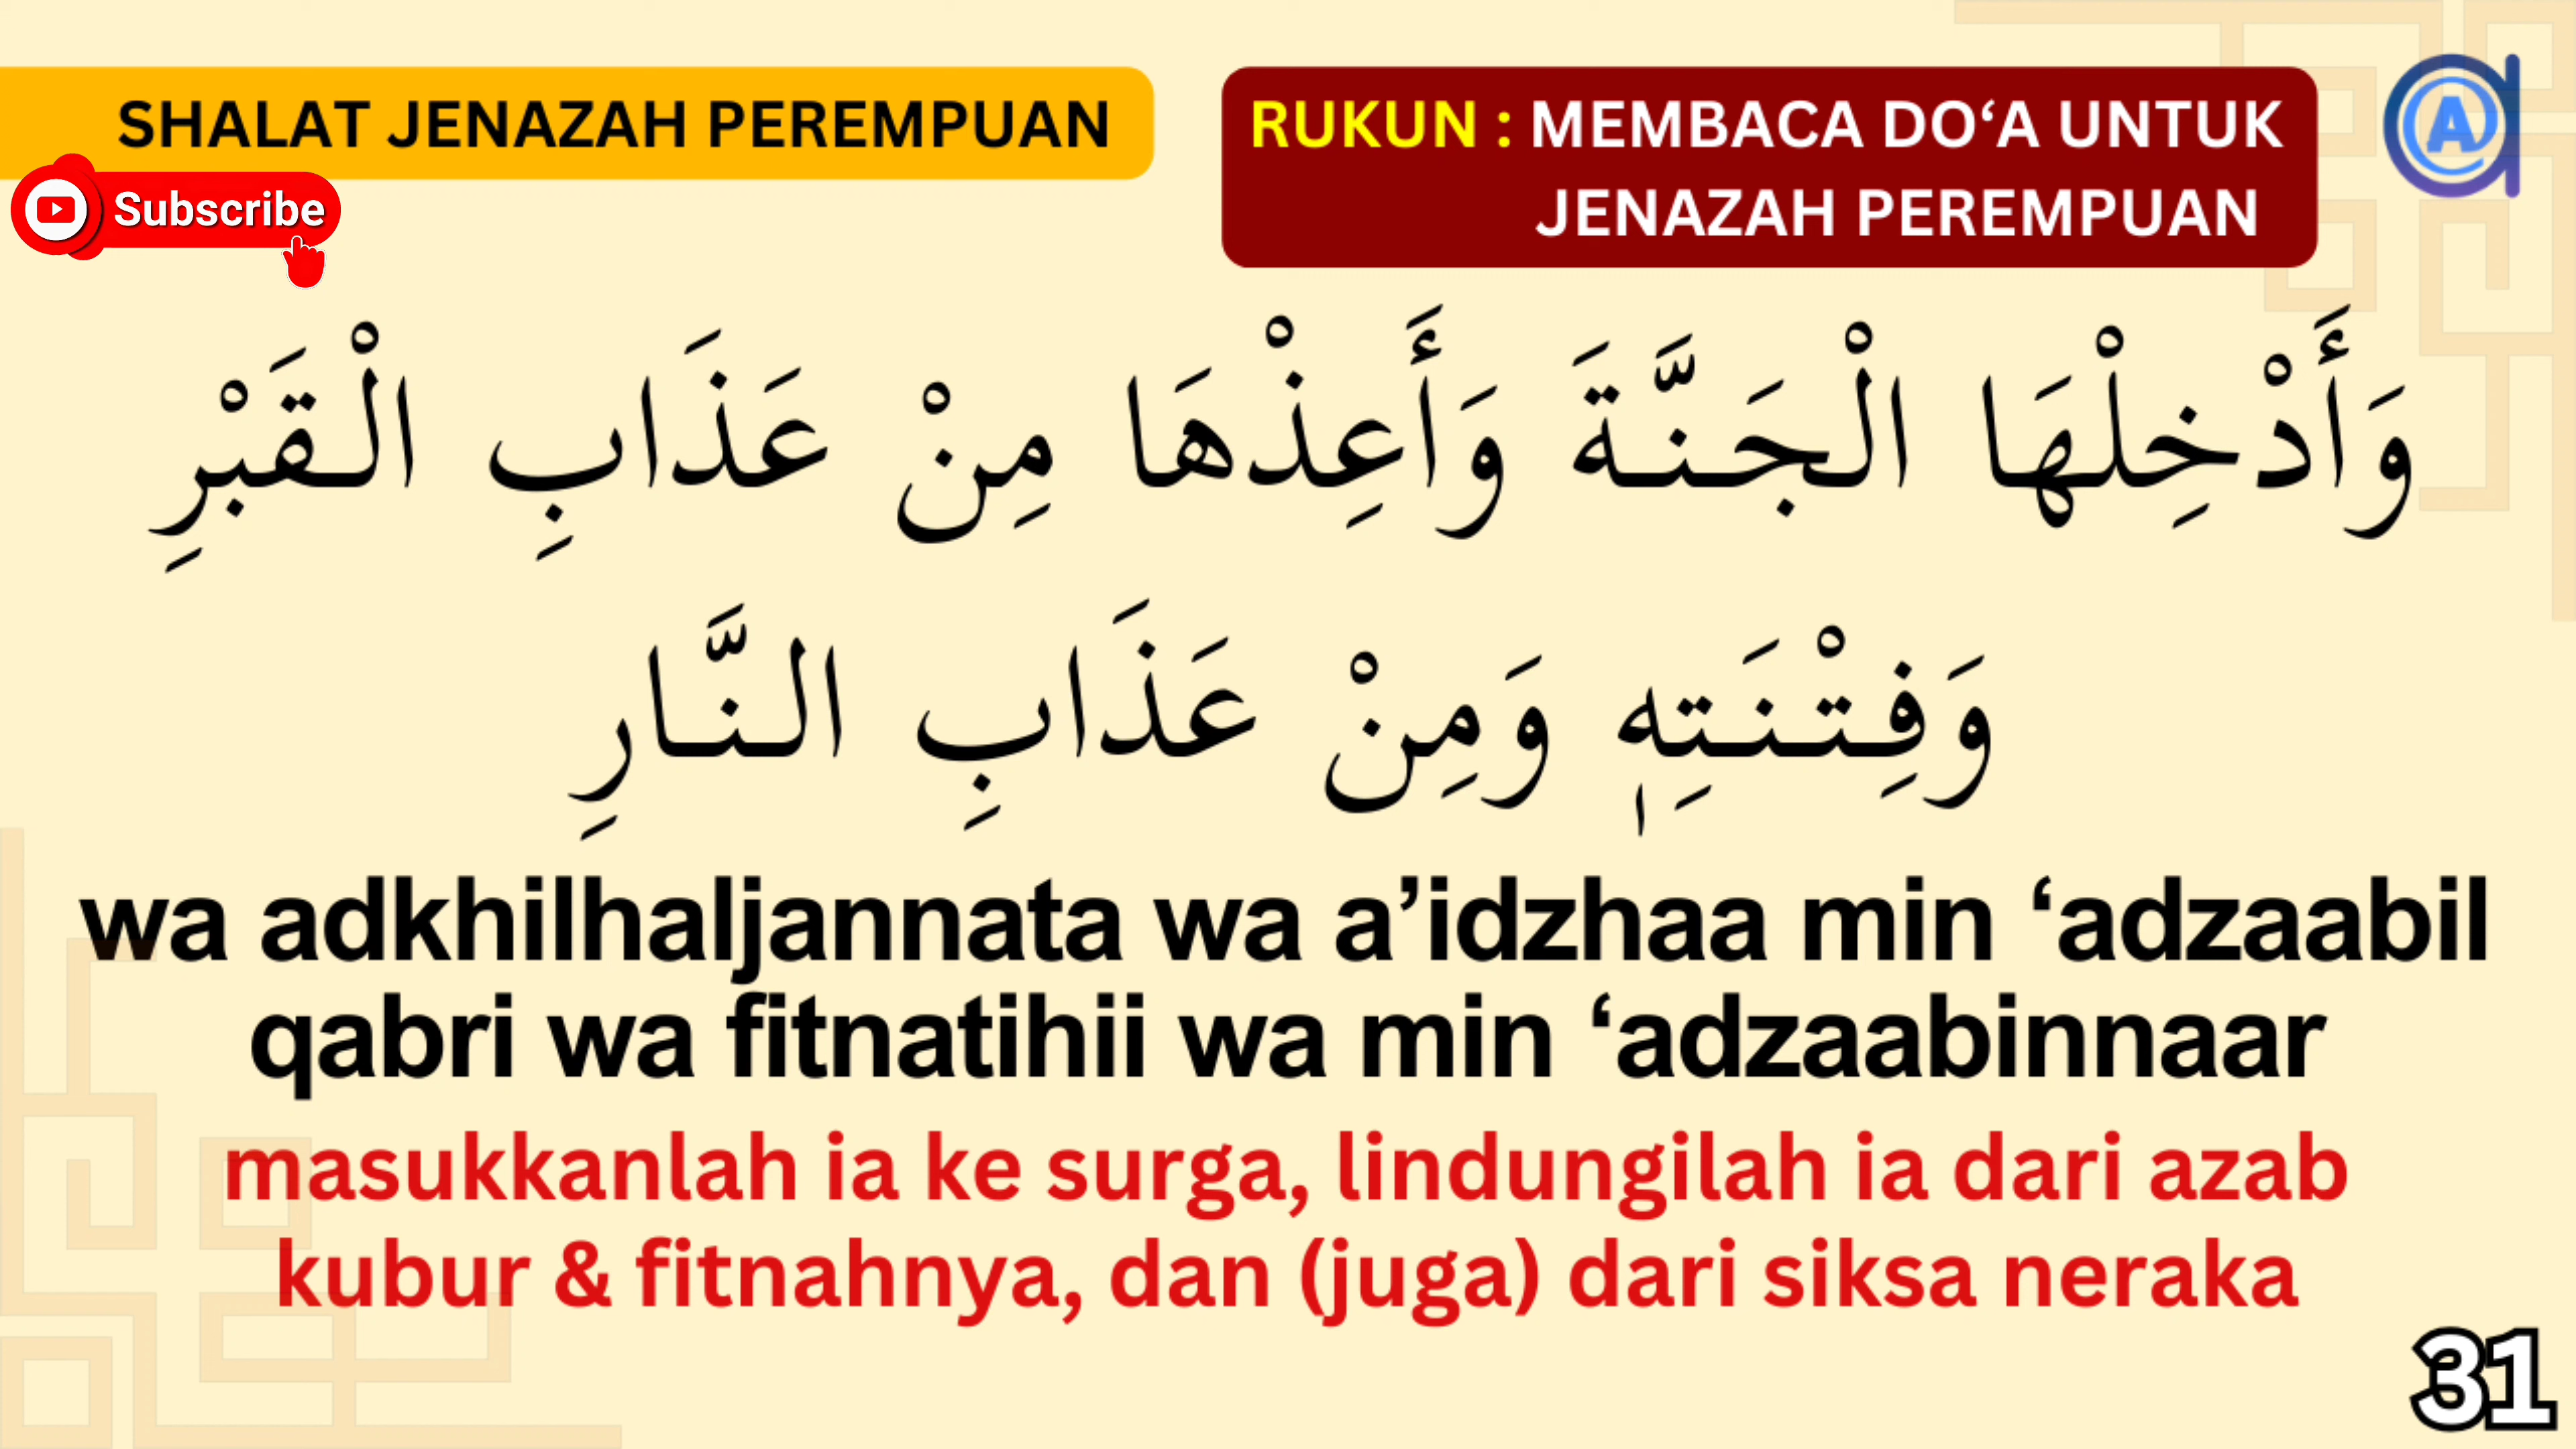 SHALAT JENAZAH PEREMPUAN
Subscribe
RUKUN : MEMBACA DO‘A UNTUK
JENAZAH PEREMPUAN
وَأَدْخِلْهَا الْجَنَّةَ وَأَعِذْهَا مِنْ عَذَابِ الْقَبْرِ
وَفِتْنَتِهٖ وَمِنْ عَذَابِ النَّارِ
wa adkhilhaljannata wa a’idzhaa min ‘adzaabil
qabri wa fitnatihii wa min ‘adzaabinnaar
masukkanlah ia ke surga, lindungilah ia dari azab
kubur & fitnahnya, dan (juga) dari siksa neraka
31